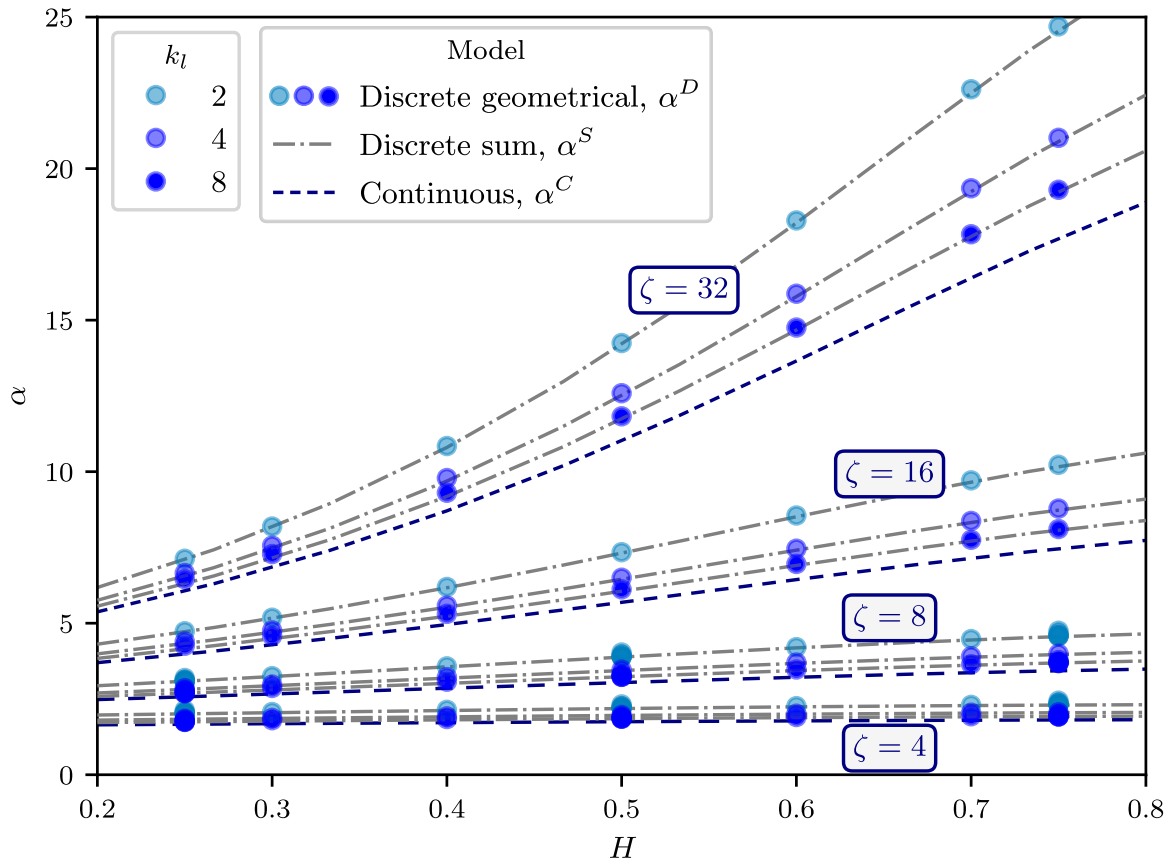 25
20
15
10
5
0
α
k_l
2
4
8
Model
Discrete geometrical, α^D
Discrete sum, α^S
Continuous, α^C
ζ = 32
ζ = 16
ζ = 8
ζ = 4
0.2 0.3 0.4 0.5 0.6 0.7 0.8
H